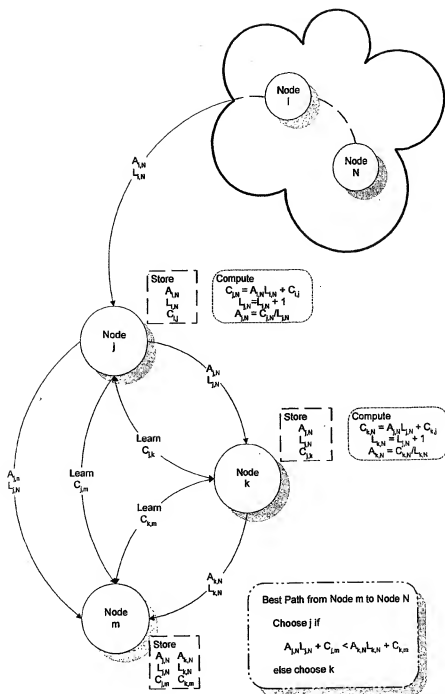 Node
I
Node
N
A_{I,N}
L_{I,N}
Store
A_{I,N}
L_{I,N}
C_{I,j}
Compute
C_{j,N} = A_{I,N}L_{I,N} + C_{I,j}
L_{j,N} = L_{I,N} + 1
A_{j,N} = C_{j,N}/L_{j,N}
Node
j
A_{j,N}
L_{j,N}
Learn
C_{j,k}
Store
A_{j,N}
L_{j,N}
C_{j,k}
Compute
C_{k,N} = A_{j,N}L_{j,N} + C_{k,j}
L_{k,N} = L_{j,N} + 1
A_{k,N} = C_{k,N}/L_{k,N}
A_{j,n}
L_{j,N}
Learn
C_{j,m}
Node
k
Learn
C_{k,m}
A_{k,N}
L_{k,N}
Node
m
Best Path from Node m to Node N
Choose j if
A_{j,N}L_{j,N} + C_{j,m} < A_{k,N}L_{k,N} + C_{k,m}
else choose k
Store
A_{j,N} A_{k,N}
L_{j,N} L_{k,N}
C_{j,m} C_{k,m}